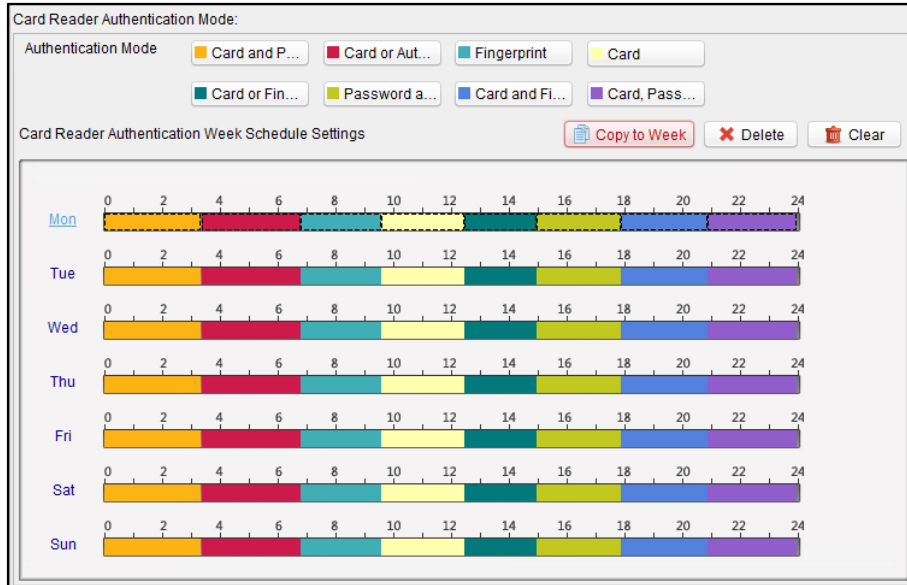 Card Reader Authentication Mode:
Authentication Mode
Card and P... Card or Aut... Fingerprint Card
Card or Fin... Password a... Card and Fi... Card, Pass...
Card Reader Authentication Week Schedule Settings Copy to Week Delete Clear
0 2 4 6 8 10 12 14 16 18 20 22 24
Mon
0 2 4 6 8 10 12 14 16 18 20 22 24
Tue
0 2 4 6 8 10 12 14 16 18 20 22 24
Wed
0 2 4 6 8 10 12 14 16 18 20 22 24
Thu
0 2 4 6 8 10 12 14 16 18 20 22 24
Fri
0 2 4 6 8 10 12 14 16 18 20 22 24
Sat
0 2 4 6 8 10 12 14 16 18 20 22 24
Sun